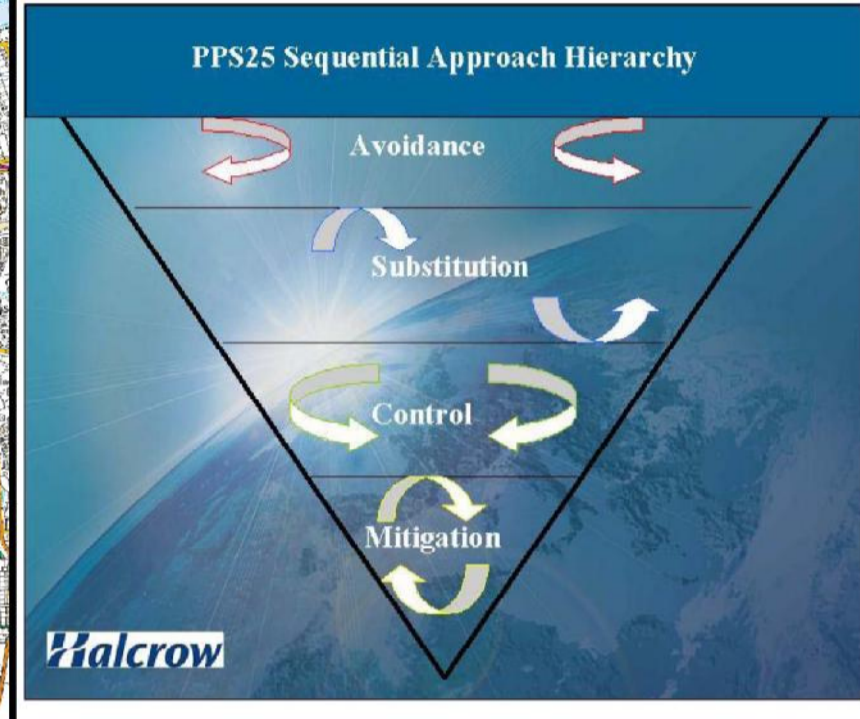 PPS25 Sequential Approach Hierarchy
Avoidance
Substitution
Control
Mitigation
Halcrow